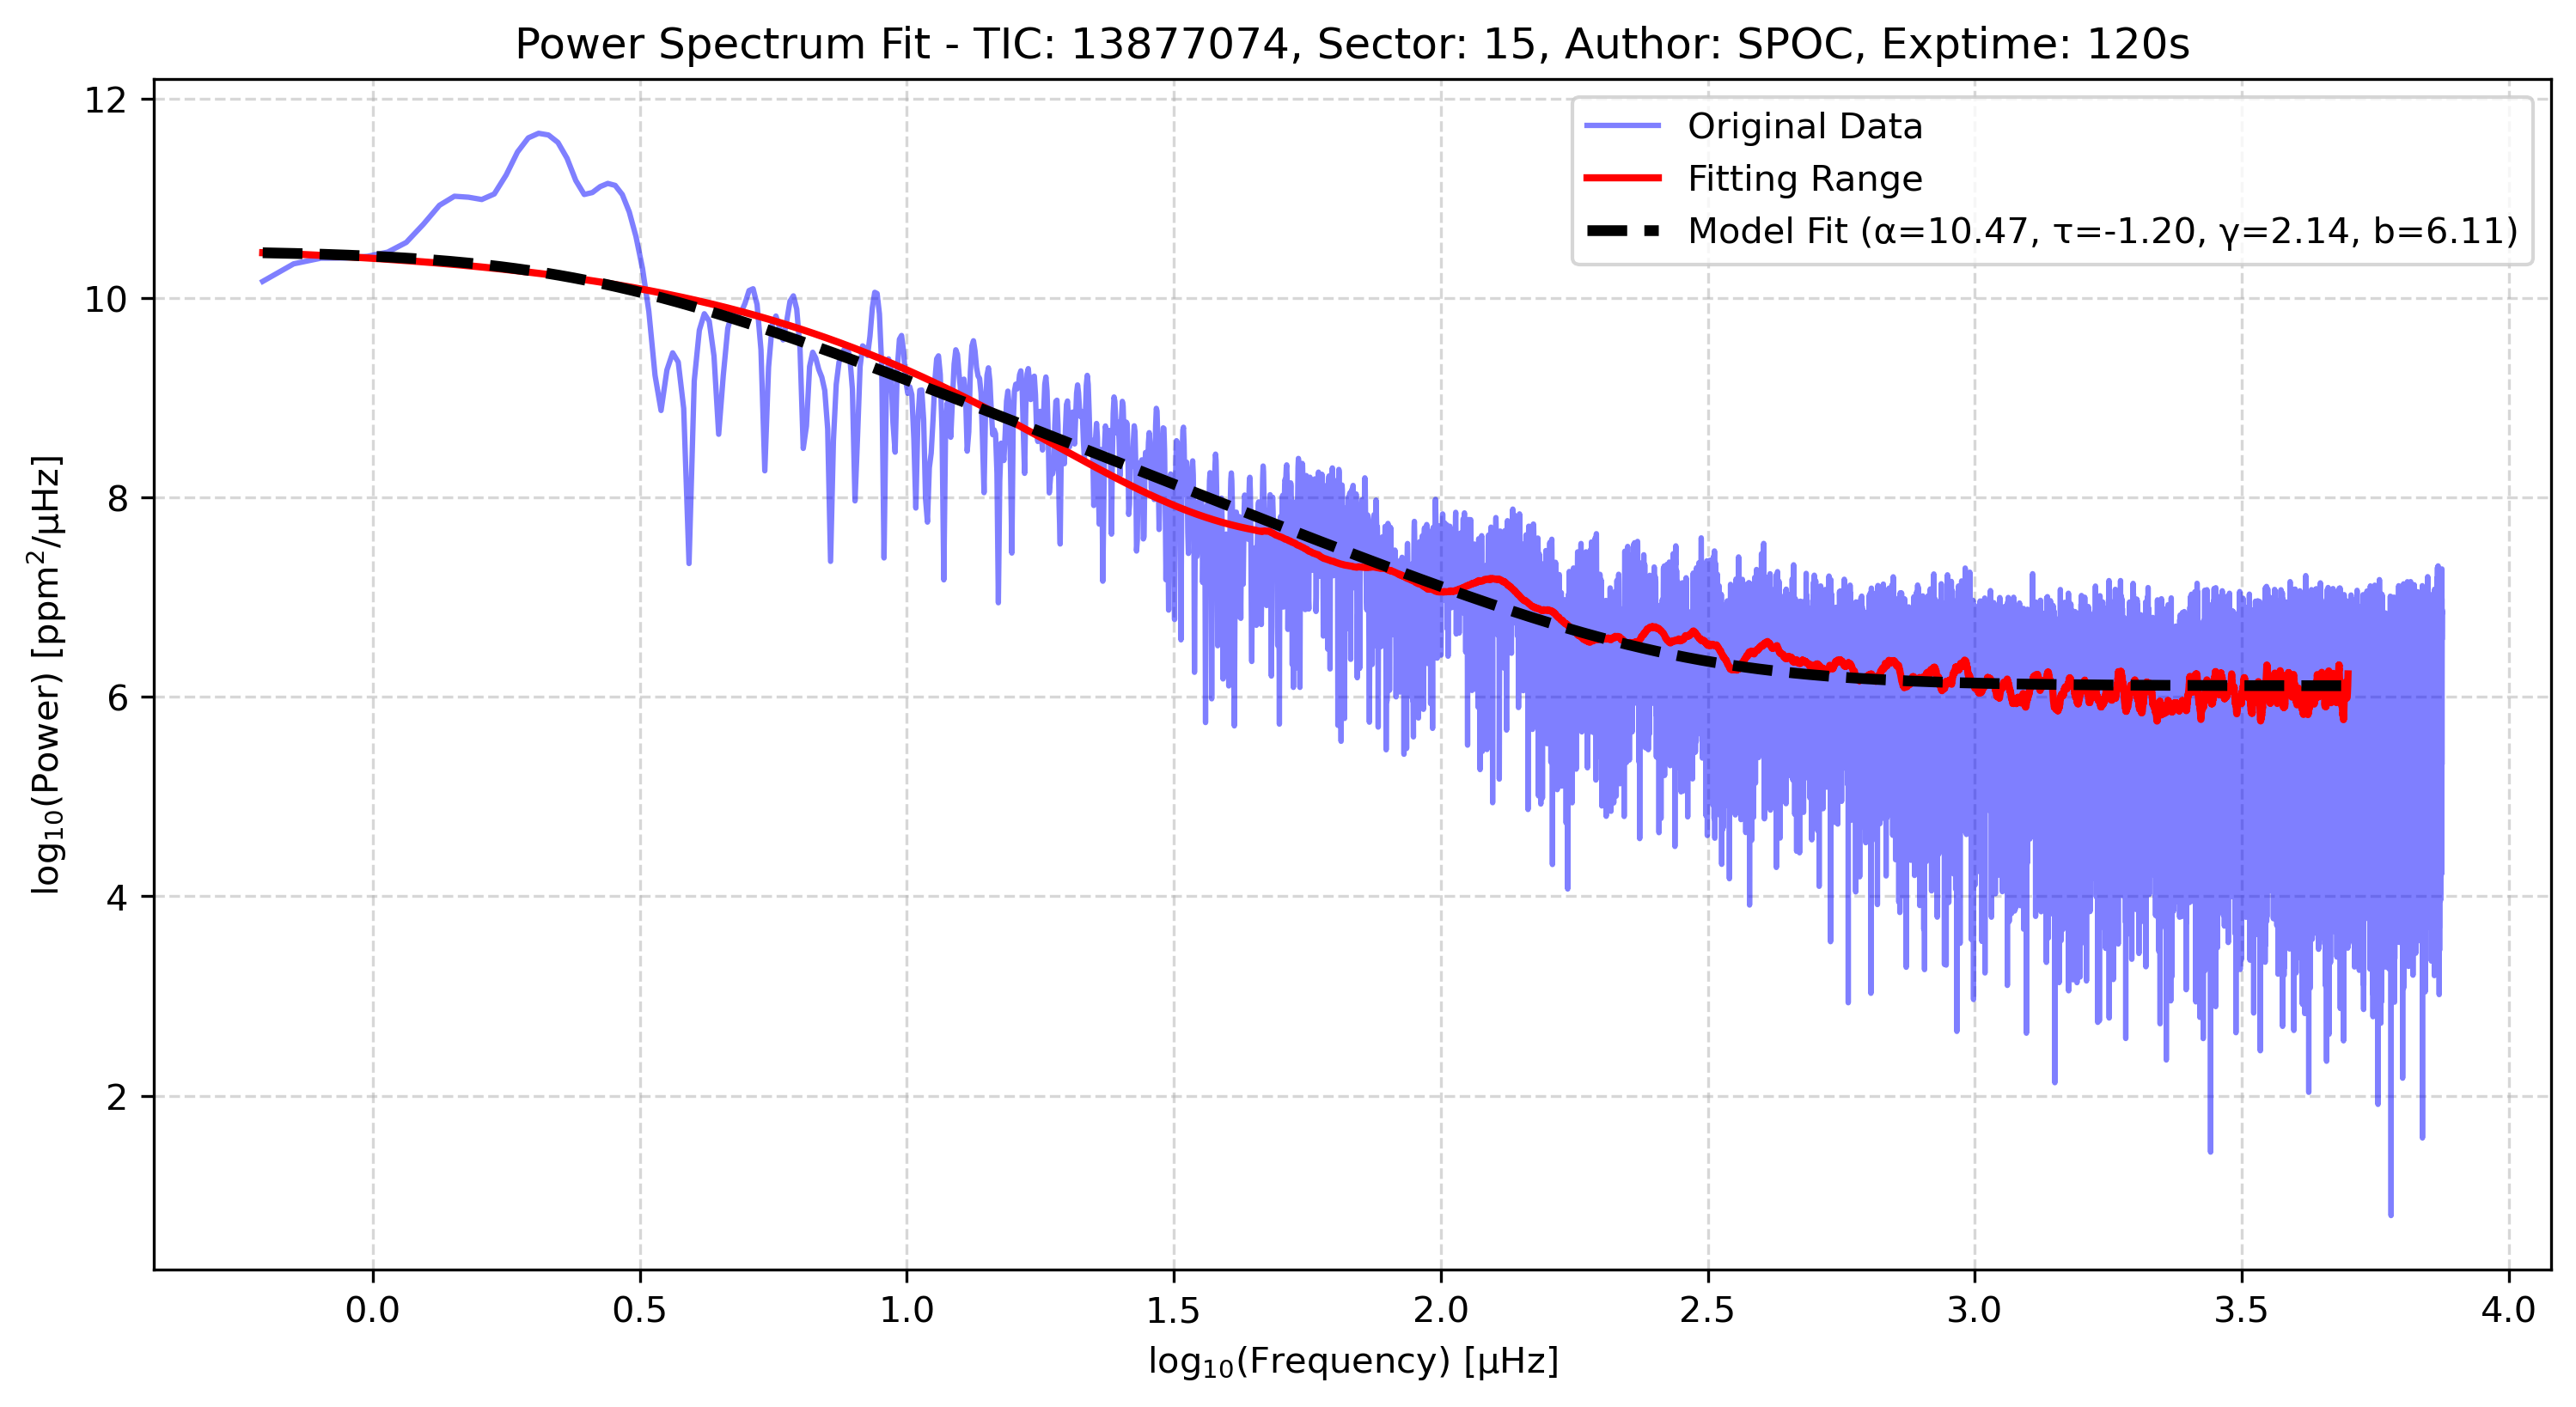 Power Spectrum Fit - TIC: 13877074, Sector: 15, Author: SPOC, Exptime: 120s
Original Data
Fitting Range
Model Fit (α=10.47, τ=-1.20, γ=2.14, b=6.11)
log₁₀(Power) [ppm²/µHz]
12
10
8
6
4
2
0.0 0.5 1.0 1.5 2.0 2.5 3.0 3.5 4.0
log₁₀(Frequency) [µHz]